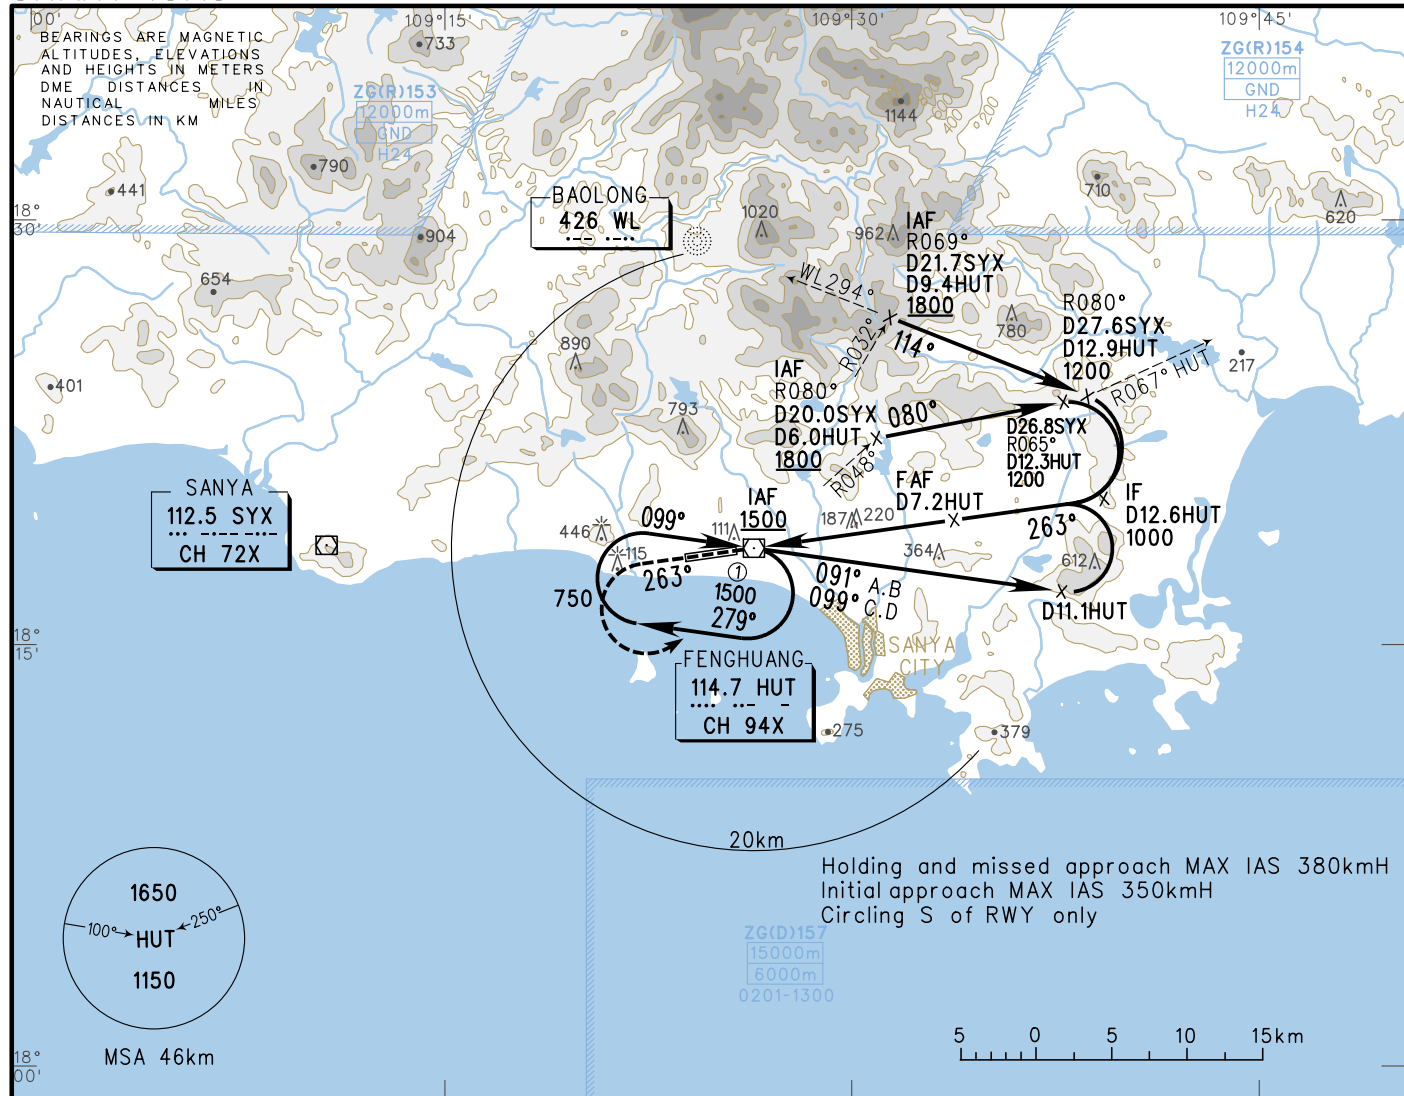 00'
109°15'
109°30'
109°45'
BEARINGS ARE MAGNETIC
ALTITUDES, ELEVATIONS
AND HEIGHTS IN METERS
DME DISTANCES IN
NAUTICAL MILES
DISTANCES IN KM
733
ZG(R)153
12000m
GND
H24
ZG(R)154
12000m
GND
H24
1144
400
200
790
441
710
620
18°
30'
BAOLONG
426 WL
1020
962
904
654
IAF
R069°
D21.7SYX
D9.4HUT
1800
WL294°
R032°
114°
780
R080°
D27.6SYX
D12.9HUT
1200
R067° HUT
217
890
401
793
IAF
R080°
D20.0SYX
D6.0HUT
1800
080°
R048°
D26.8SYX
R065°
D12.3HUT
1200
SANYA
112.5 SYX
CH 72X
IAF
1500
FAF
D7.2HUT
IF
D12.6HUT
1000
446
099°
111
187
220
263°
115
364
612
263°
1
1500
279°
750
091° A.B
099° C.D
D11.1HUT
18°
15'
SANYA
CITY
FENGHUANG
114.7 HUT
CH 94X
275
379
20km
Holding and missed approach MAX IAS 380kmH
Initial approach MAX IAS 350kmH
Circling S of RWY only
1650
100°
HUT
250°
1150
MSA 46km
ZG(D)157
15000m
6000m
0201-1300
5 0 5 10 15km
18°
00'